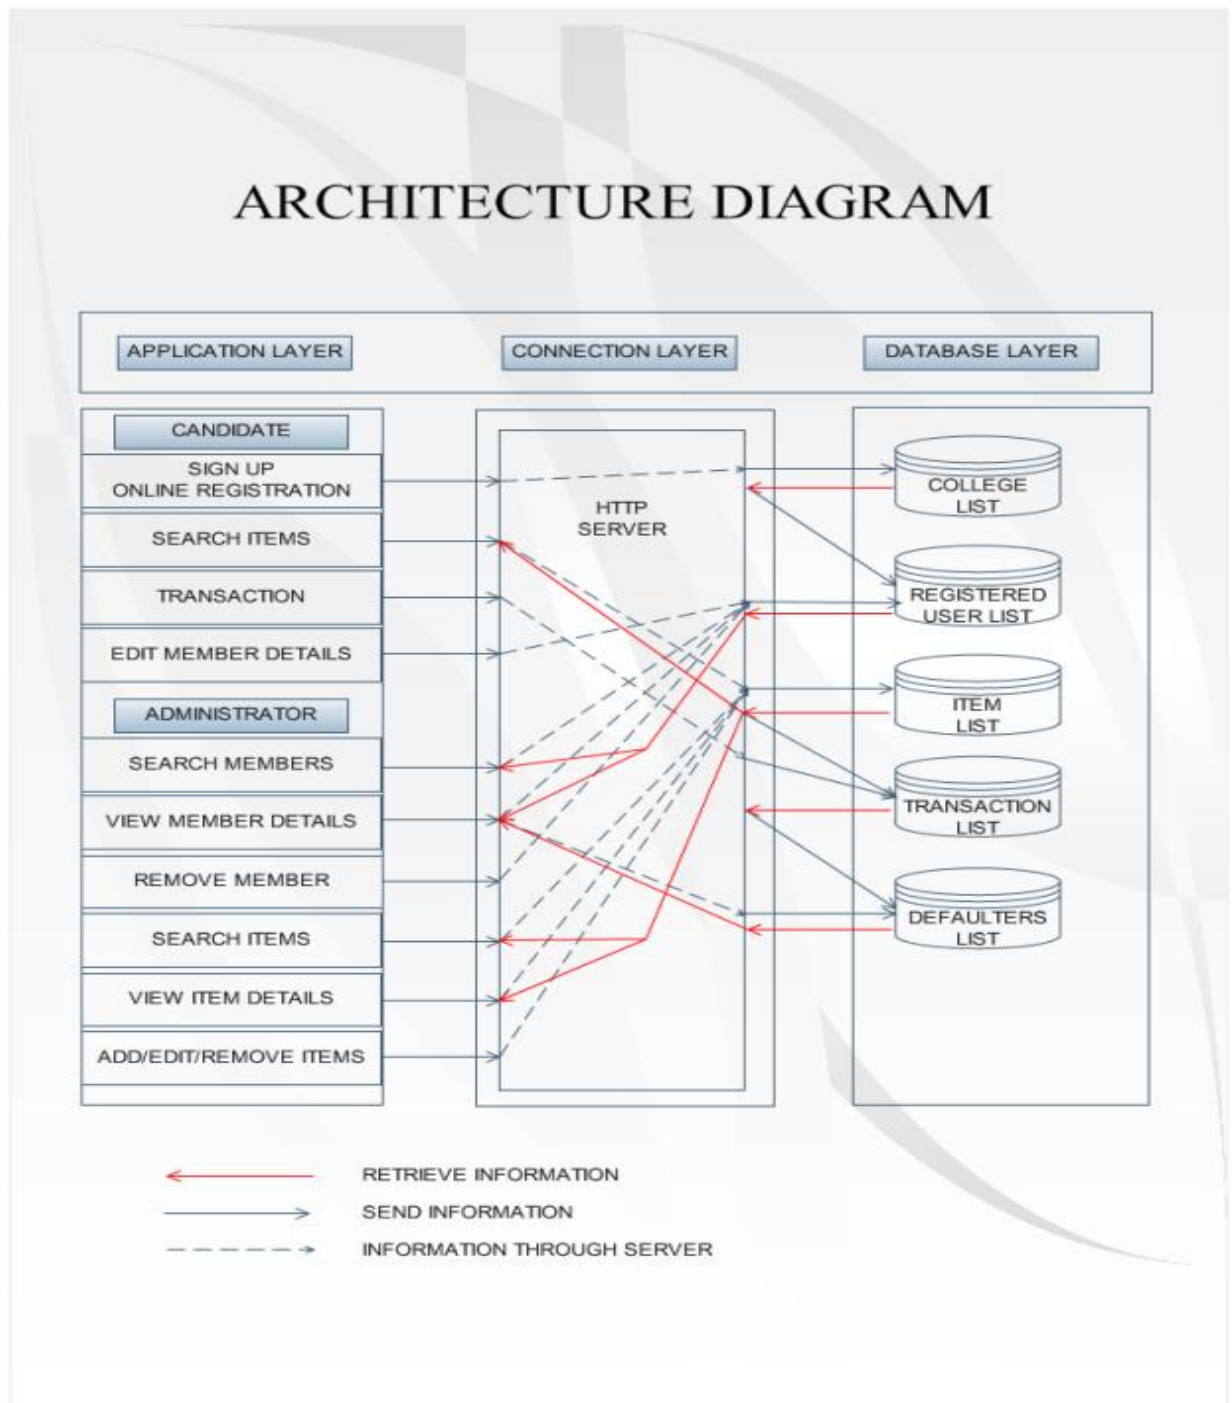 ARCHITECTURE DIAGRAM
APPLICATION LAYER
CONNECTION LAYER
DATABASE LAYER
CANDIDATE
SIGN UP
ONLINE REGISTRATION
SEARCH ITEMS
TRANSACTION
EDIT MEMBER DETAILS
ADMINISTRATOR
SEARCH MEMBERS
VIEW MEMBER DETAILS
REMOVE MEMBER
SEARCH ITEMS
VIEW ITEM DETAILS
ADD/EDIT/REMOVE ITEMS
HTTP
SERVER
COLLEGE
LIST
REGISTERED
USER LIST
ITEM
LIST
TRANSACTION
LIST
DEFAULTERS
LIST
RETRIEVE INFORMATION
SEND INFORMATION
INFORMATION THROUGH SERVER